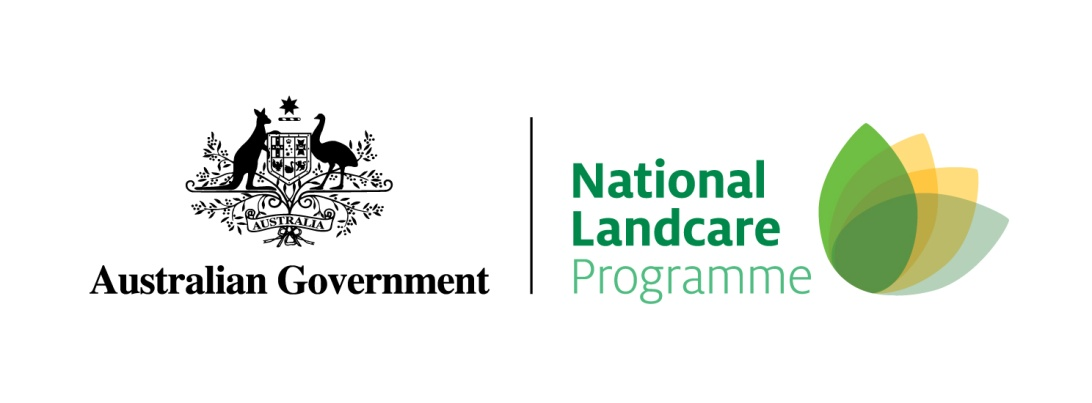 AUSTRALIA
Australian Government
National
Landcare
Programme